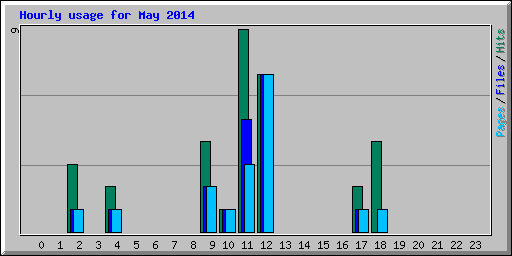 Hourly usage for May 2014
9
Pages / Files / Hits
0 1 2 3 4 5 6 7 8 9 10 11 12 13 14 15 16 17 18 19 20 21 22 23